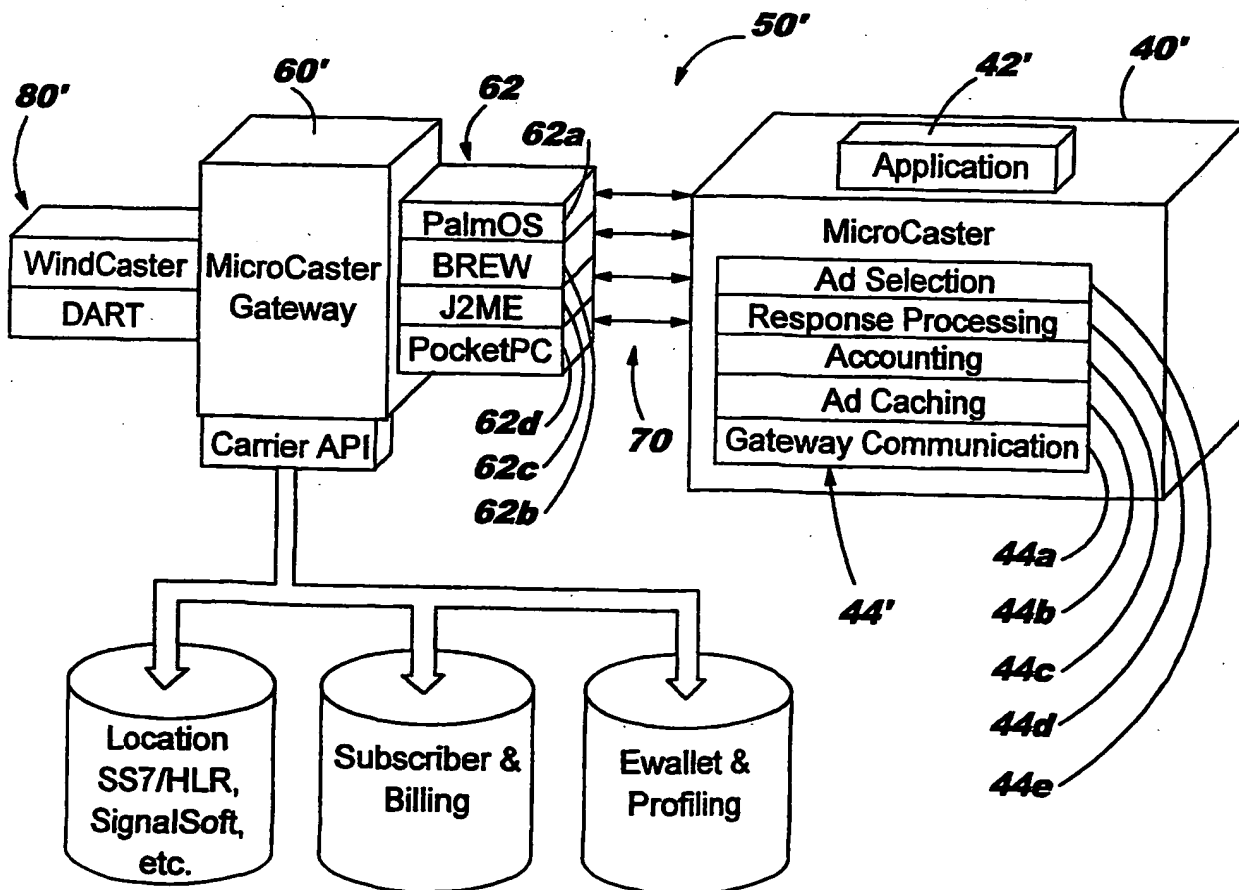 50'
40'
60'
42'
80'
62
62a
Application
PalmOS
MicroCaster
WindCaster
MicroCaster
Gateway
BREW
Ad Selection
DART
J2ME
Response Processing
PocketPC
Accounting
Ad Caching
62d
70
Carrier API
Gateway Communication
62c
62b
44a
44'
44b
44c
Location
SS7/HLR,
SignalSoft,
etc.
Subscriber &
Billing
Ewallet &
Profiling
44d
44e